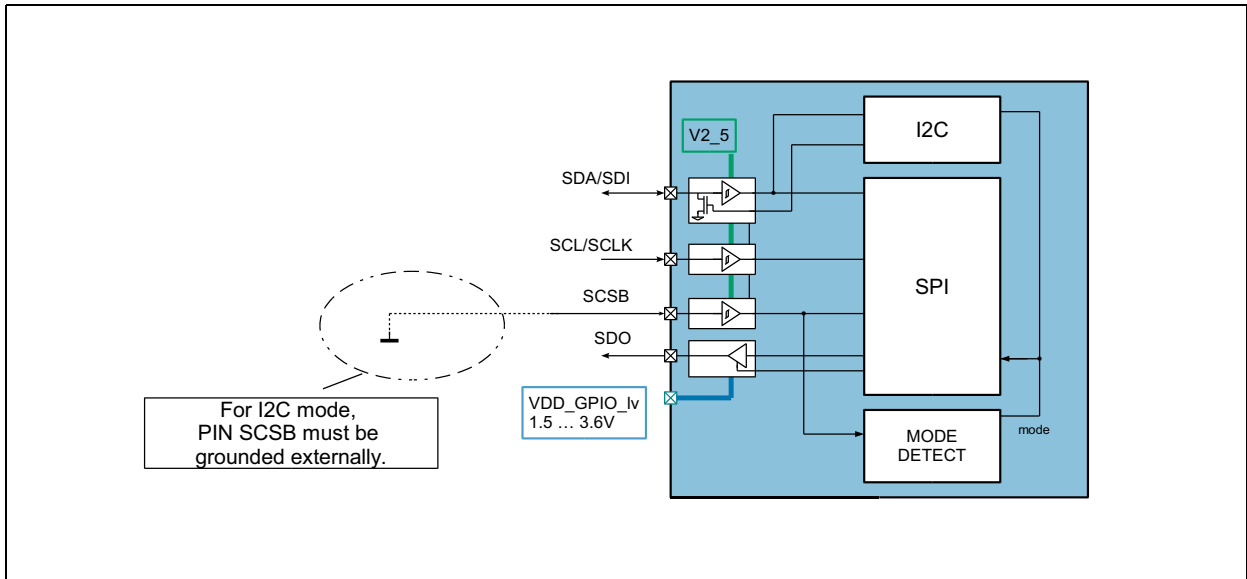 I2C
V2_5
SDA/SDI
SCL/SCLK
SPI
SCSB
SDO
VDD_GPIO_lv
1.5 … 3.6V
For I2C mode,
PIN SCSB must be
grounded externally.
mode
MODE
DETECT